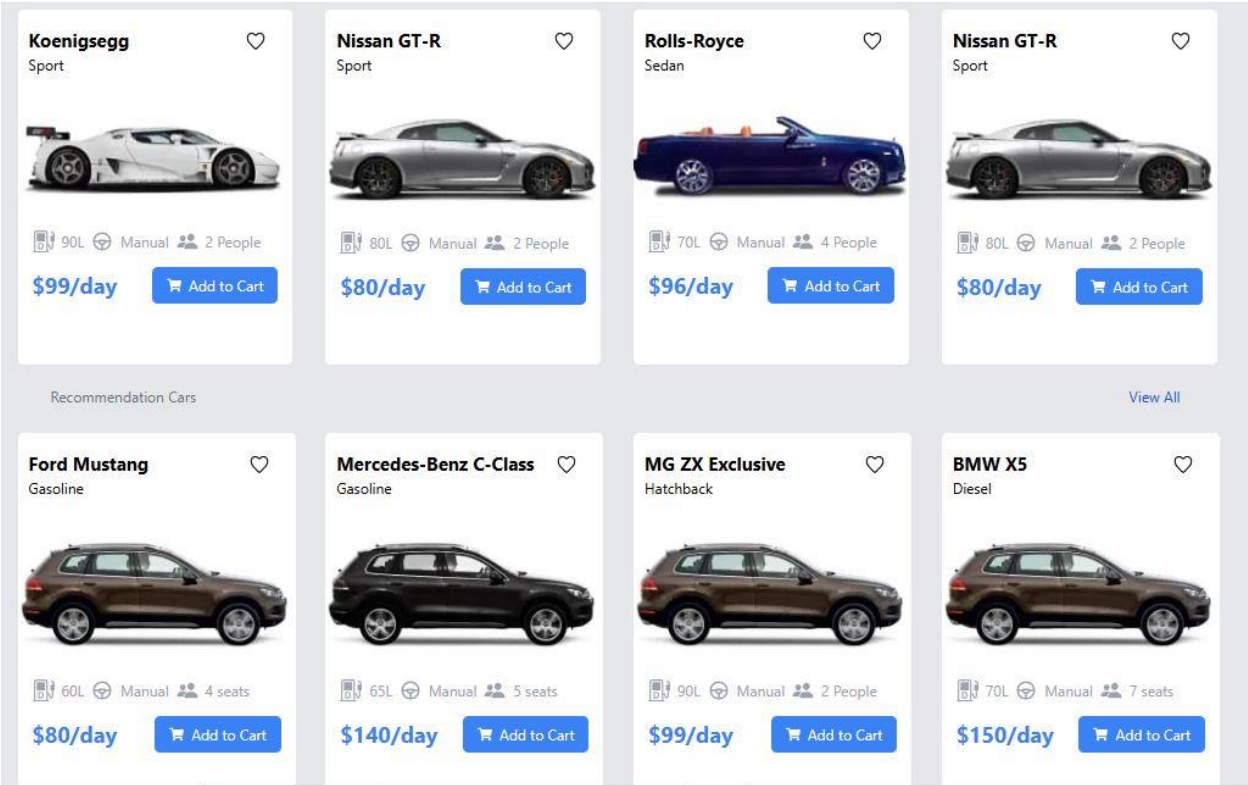 Koenigsegg
Sport
90L Manual 2 People
$99/day Add to Cart
Nissan GT-R
Sport
80L Manual 2 People
$80/day Add to Cart
Rolls-Royce
Sedan
70L Manual 4 People
$96/day Add to Cart
Nissan GT-R
Sport
80L Manual 2 People
$80/day Add to Cart
Recommendation Cars
View All
Ford Mustang
Gasoline
60L Manual 4 seats
$80/day Add to Cart
Mercedes-Benz C-Class
Gasoline
65L Manual 5 seats
$140/day Add to Cart
MG ZX Exclusive
Hatchback
90L Manual 2 People
$99/day Add to Cart
BMW X5
Diesel
70L Manual 7 seats
$150/day Add to Cart